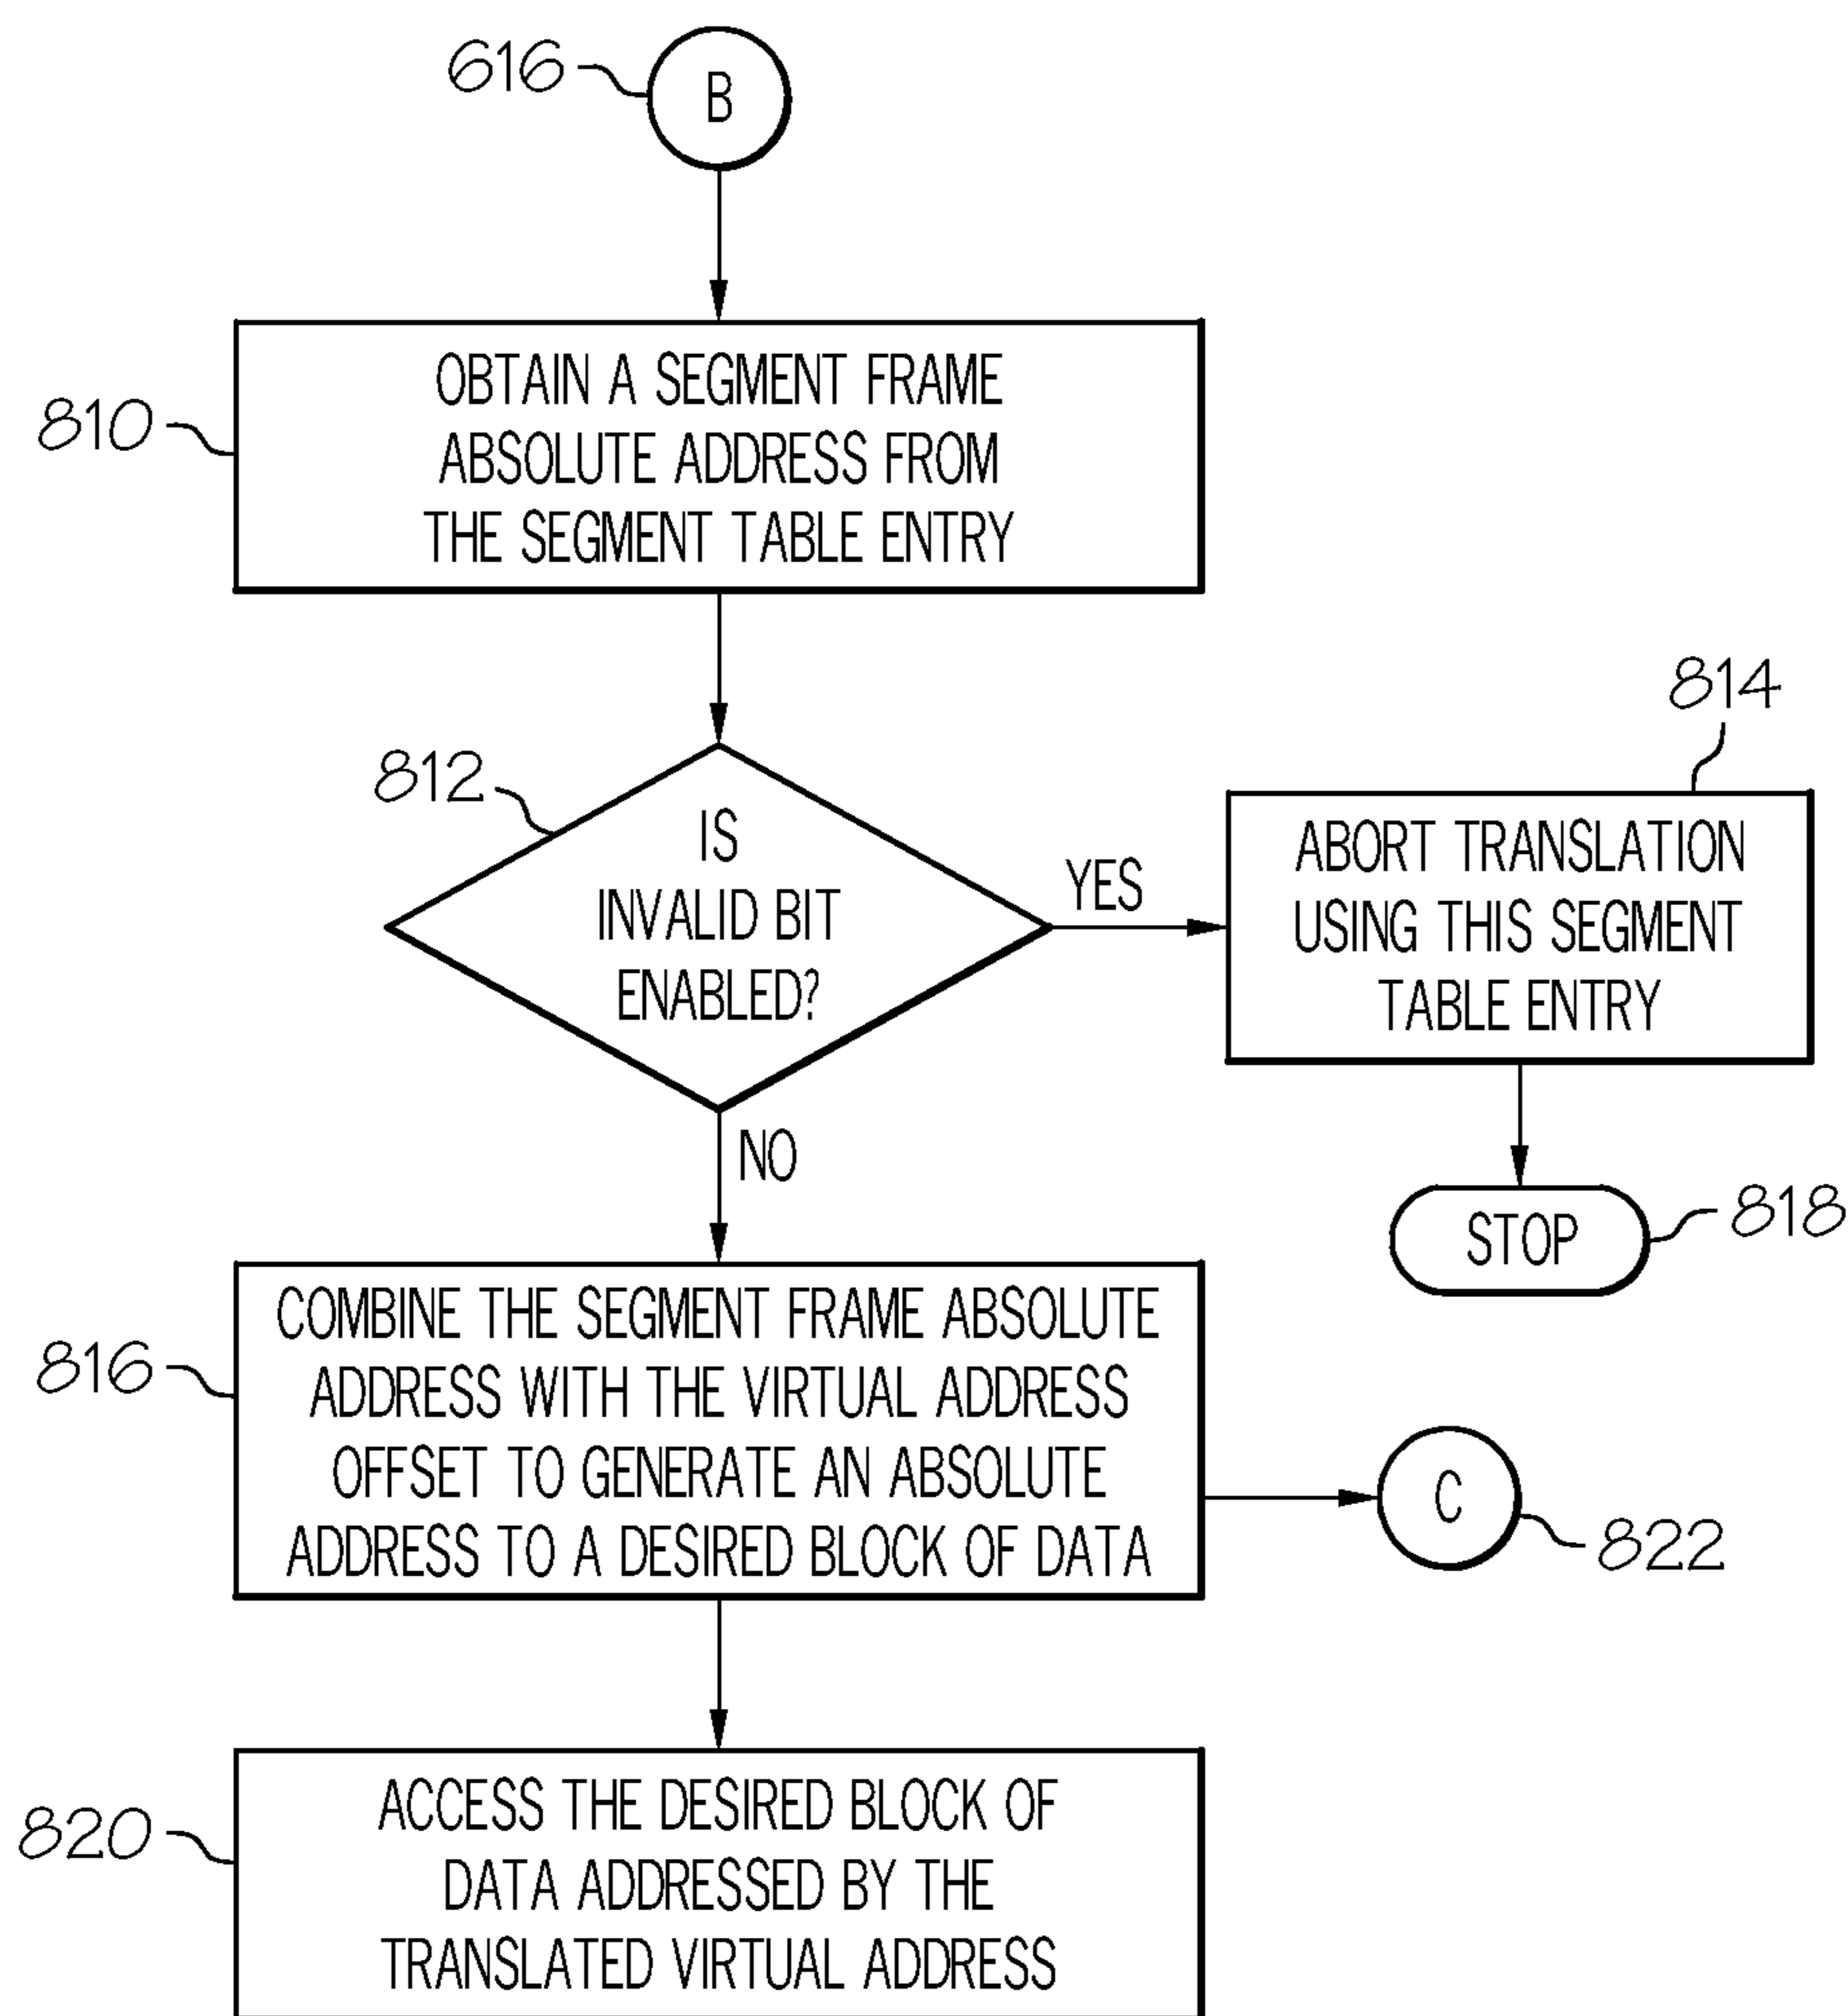 616
B
810
OBTAIN A SEGMENT FRAME
ABSOLUTE ADDRESS FROM
THE SEGMENT TABLE ENTRY
812
IS
INVALID BIT
ENABLED?
YES
814
ABORT TRANSLATION
USING THIS SEGMENT
TABLE ENTRY
NO
STOP
818
816
COMBINE THE SEGMENT FRAME ABSOLUTE
ADDRESS WITH THE VIRTUAL ADDRESS
OFFSET TO GENERATE AN ABSOLUTE
ADDRESS TO A DESIRED BLOCK OF DATA
C
822
820
ACCESS THE DESIRED BLOCK OF
DATA ADDRESSED BY THE
TRANSLATED VIRTUAL ADDRESS